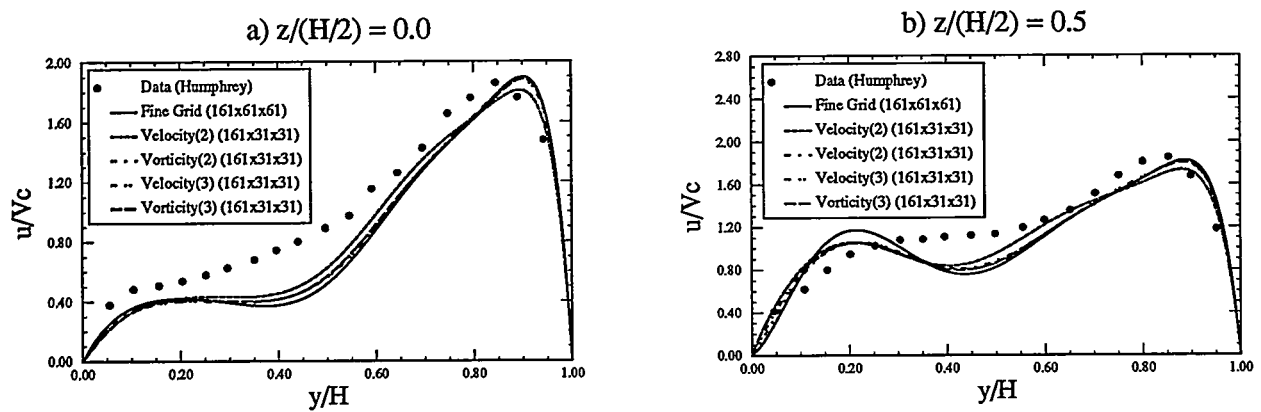 a) z/(H/2) = 0.0
2.00
1.60
1.20
0.80
0.40
0.00
u/Vc
Data (Humphrey)
Fine Grid (161x61x61)
Velocity(2) (161x31x31)
Vorticity(2) (161x31x31)
Velocity(3) (161x31x31)
Vorticity(3) (161x31x31)
0.00 0.20 0.40 0.60 0.80 1.00
y/H
b) z/(H/2) = 0.5
2.80
2.40
2.00
1.60
1.20
0.80
0.40
0.00
u/Vc
Data (Humphrey)
Fine Grid (161x61x61)
Velocity(2) (161x31x31)
Velocity(2) (161x31x31)
Velocity(3) (161x31x31)
Vorticity(3) (161x31x31)
0.00 0.20 0.40 0.60 0.80 1.00
y/H